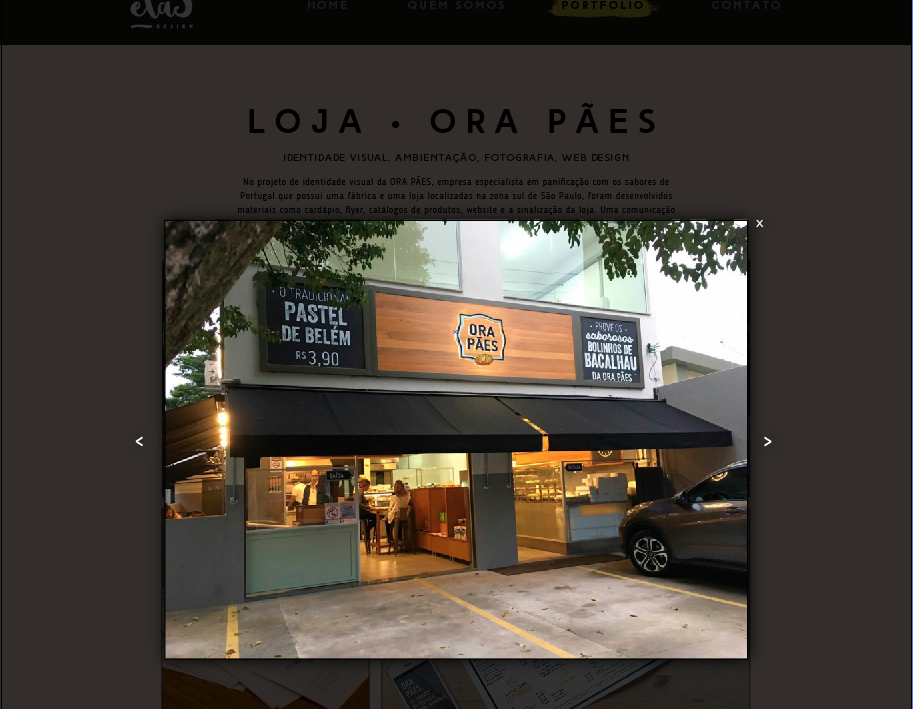 elas
DESIGN
HOME
QUEM SOMOS
PORTFOLIO
CONTATO
LOJA • ORA PÃES
IDENTIDADE VISUAL, AMBIENTAÇÃO, FOTOGRAFIA, WEB DESIGN
No projeto de identidade visual da ORA PÃES, empresa especialista em panificação com os sabores de
Portugal que possui uma fábrica e uma loja localizadas na zona sul de São Paulo, foram desenvolvidos
materiais como cardápio, flyer, catálogos de produtos, website e a sinalização da loja. Uma comunicação
x
• O TRADICIONAL
PASTEL
DE BELÉM
R$3,90
ORA
PÃES
• PROVE OS •
saborosos
BOLINHOS DE
BACALHAU
DA ORA PÃES
<
>